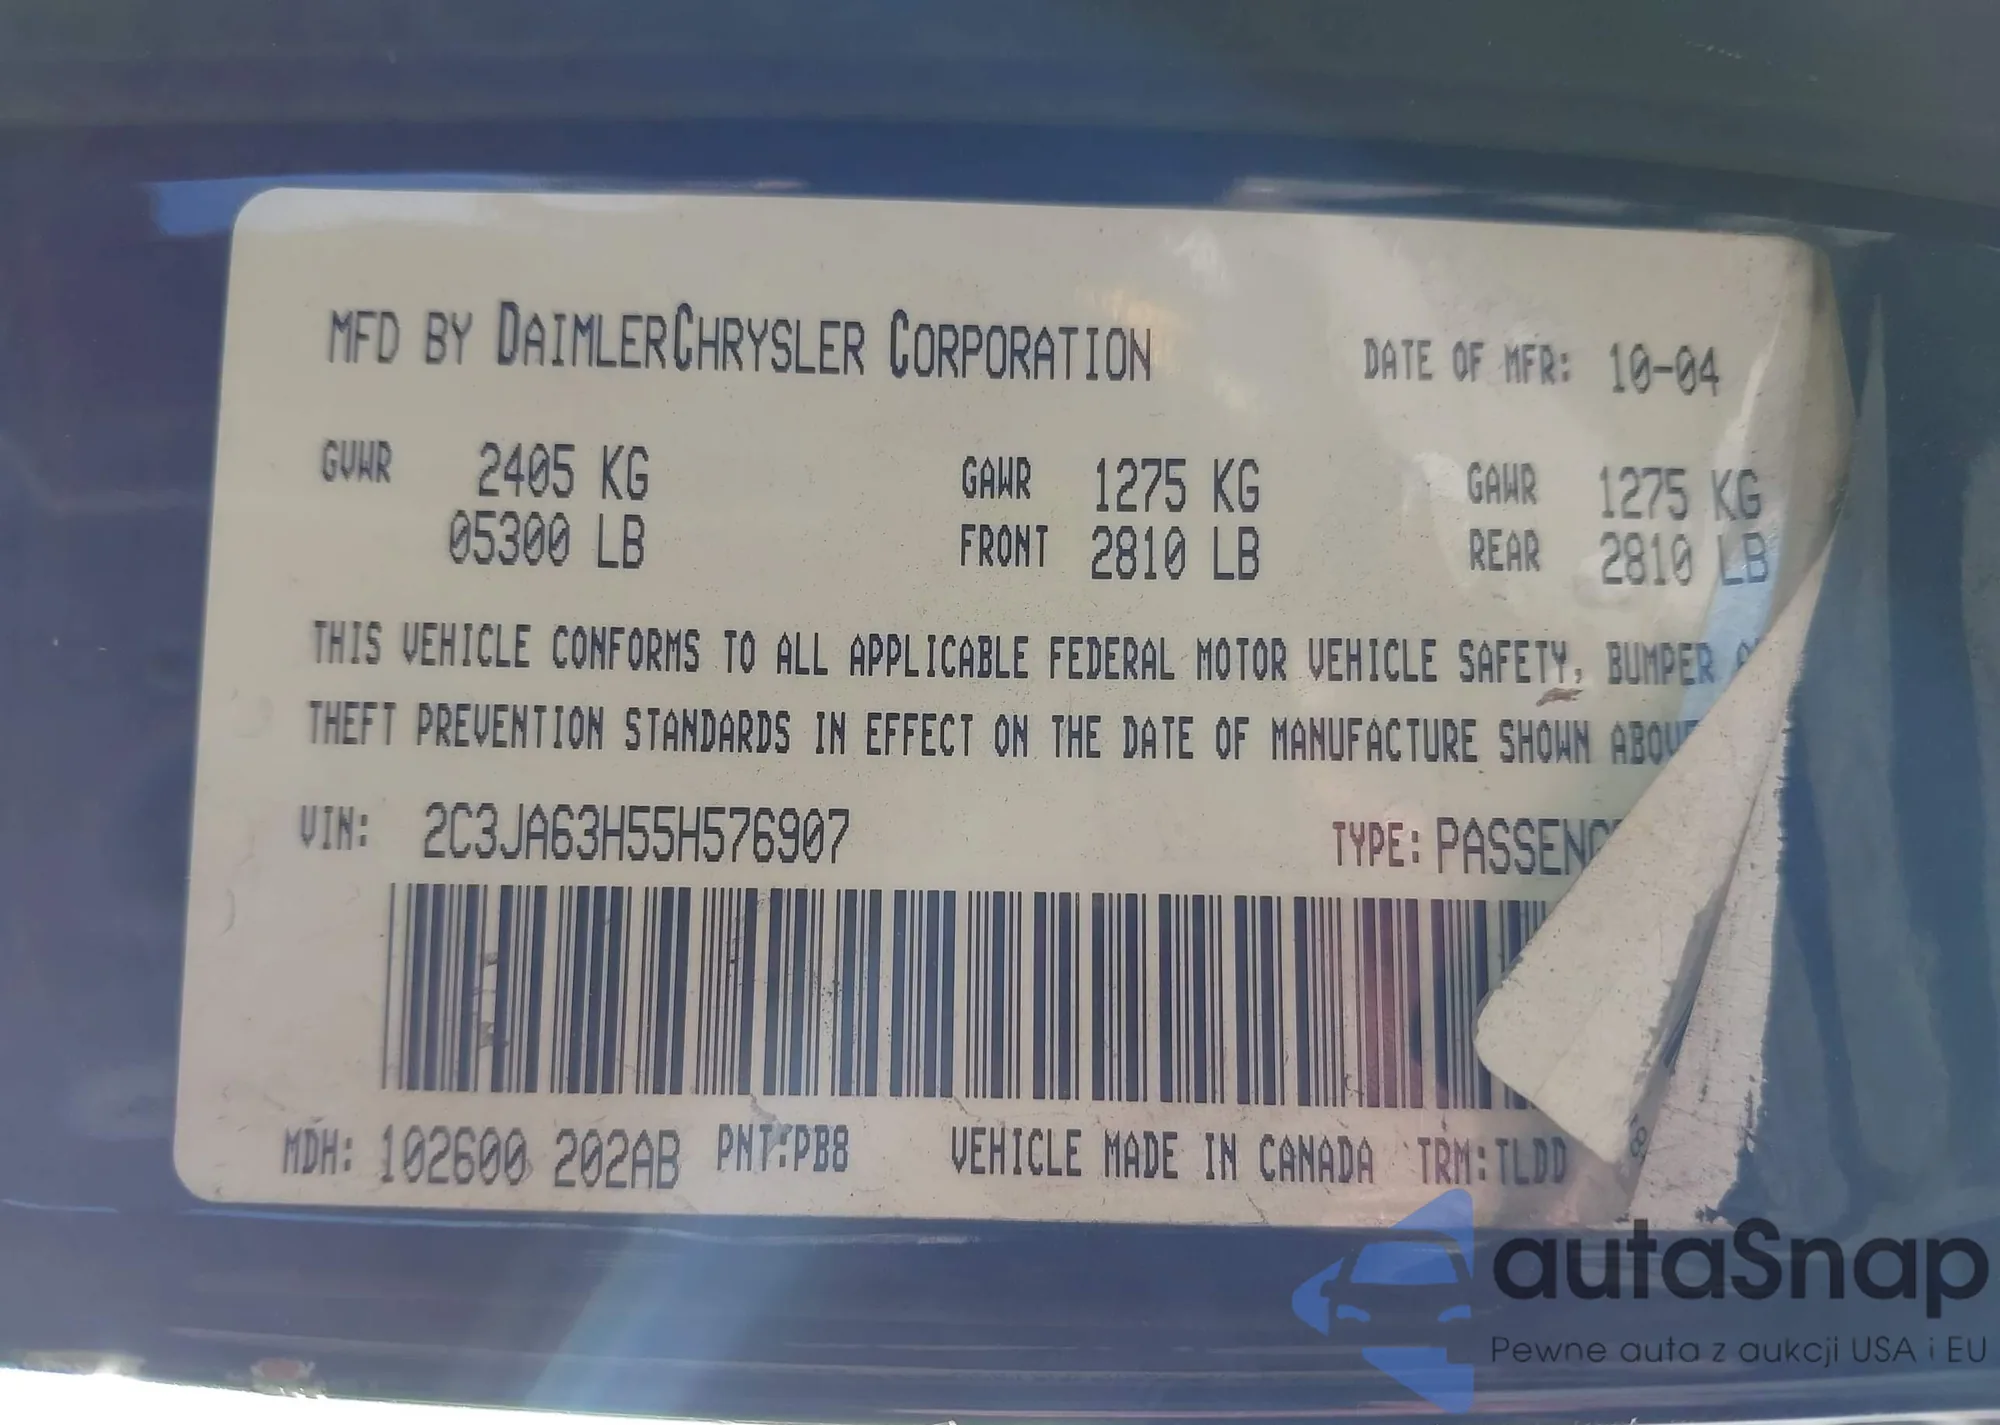 MFD BY DAIMLERCHRYSLER CORPORATION DATE OF MFR: 10-04
GVWR 2405 KG GAWR 1275 KG GAWR 1275 KG
05300 LB FRONT 2810 LB REAR 2810 LB
THIS VEHICLE CONFORMS TO ALL APPLICABLE FEDERAL MOTOR VEHICLE SAFETY, BUMPER
THEFT PREVENTION STANDARDS IN EFFECT ON THE DATE OF MANUFACTURE SHOWN
VIN: 2C3JA63H55H576907 TYPE:
MDH: 102600 202AB PNT:PB8 VEHICLE MADE IN CANADA TRM:TLDD
autaSnap
Pewne auta z aukcji USA i EU